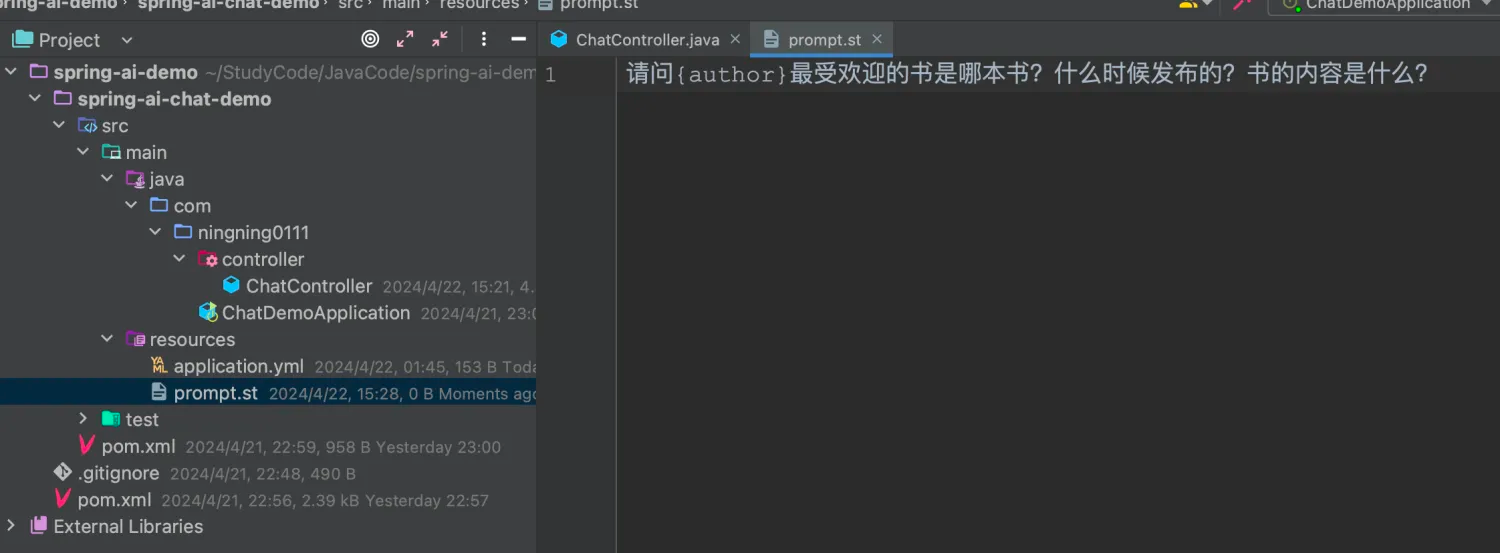 spring-ai-chat-demo › src › main › resources › prompt.st
ChatDemoApplication
Project
ChatController.java
prompt.st
1
请问{author}最受欢迎的书是哪本书？什么时候发布的？书的内容是什么？
spring-ai-demo ~/StudyCode/JavaCode/spring-ai-dem
spring-ai-chat-demo
src
main
java
com
ningning0111
controller
ChatController 2024/4/22, 15:21, 4.
ChatDemoApplication 2024/4/21, 23:0
resources
application.yml 2024/4/22, 01:45, 153 B Toda
prompt.st 2024/4/22, 15:28, 0 B Moments ago
test
pom.xml 2024/4/21, 22:59, 958 B Yesterday 23:00
.gitignore 2024/4/21, 22:48, 490 B
pom.xml 2024/4/21, 22:56, 2.39 kB Yesterday 22:57
External Libraries